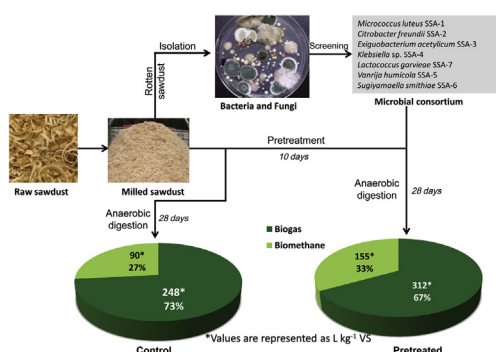 Isolation
Rotten
sawdust
Screening
Micrococcus luteus SSA-1
Citrobacter freundii SSA-2
Exiguobacterium acetylicum SSA-3
Klebsiella sp. SSA-4
Lactococcus garvieae SSA-7
Vanrija humicola SSA-5
Sugiyamaella smithiae SSA-6
Bacteria and Fungi
Microbial consortium
Pretreatment
10 days
Raw sawdust
Milled sawdust
Anaerobic
digestion
28 days
Anaerobic
digestion
28 days
Biogas
Biomethane
90*
27%
248*
73%
155*
33%
312*
67%
*Values are represented as L kg-1 VS
Control
Pretreated